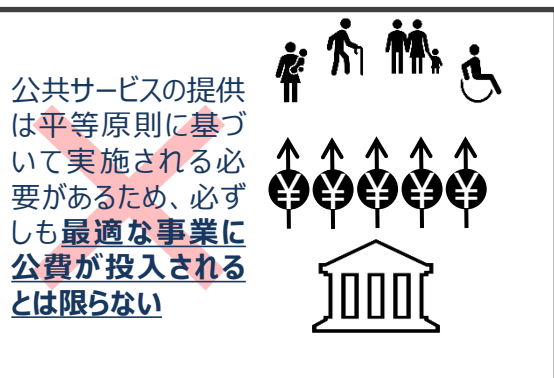 公共サービスの提供
は平等原則に基づ
いて実施される必
要があるため、必ず
しも最適な事業に
公費が投入される
とは限らない
¥ ¥ ¥ ¥ ¥